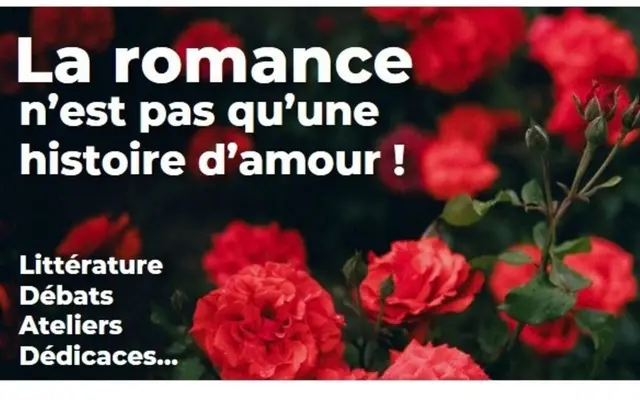 La romance
n'est pas qu'une
histoire d'amour !
Littérature
Débats
Ateliers
Dédicaces...